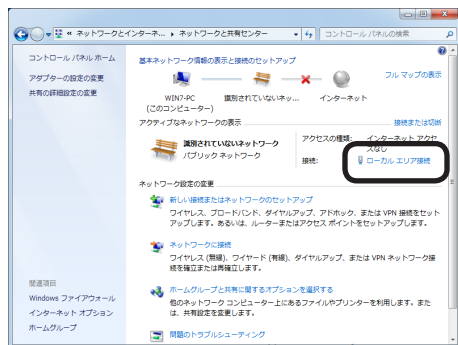 « ネットワークとインターネ... ▸ ネットワークと共有センター
コントロール パネルの検索
コントロール パネル ホーム
アダプターの設定の変更
共有の詳細設定の変更
基本ネットワーク情報の表示と接続のセットアップ
フル マップの表示
WIN7-PC
(このコンピューター)
識別されていないネッ...
インターネット
アクティブなネットワークの表示
接続または切断
識別されていないネットワーク
パブリック ネットワーク
アクセスの種類: インターネット アクセ
スなし
接続: ローカル エリア接続
ネットワーク設定の変更
新しい接続またはネットワークのセットアップ
ワイヤレス、ブロードバンド、ダイヤルアップ、アドホック、または VPN 接続をセット
アップします。あるいは、ルーターまたはアクセス ポイントをセットアップします。
ネットワークに接続
ワイヤレス (無線)、ワイヤード (有線)、ダイヤルアップ、または VPN ネットワーク接
続を確立または再確立します。
ホームグループと共有に関するオプションを選択する
他のネットワーク コンピューター上にあるファイルやプリンターを利用します。また
は、共有設定を変更します。
問題のトラブルシューティング
関連項目
Windows ファイアウォール
インターネット オプション
ホームグループ